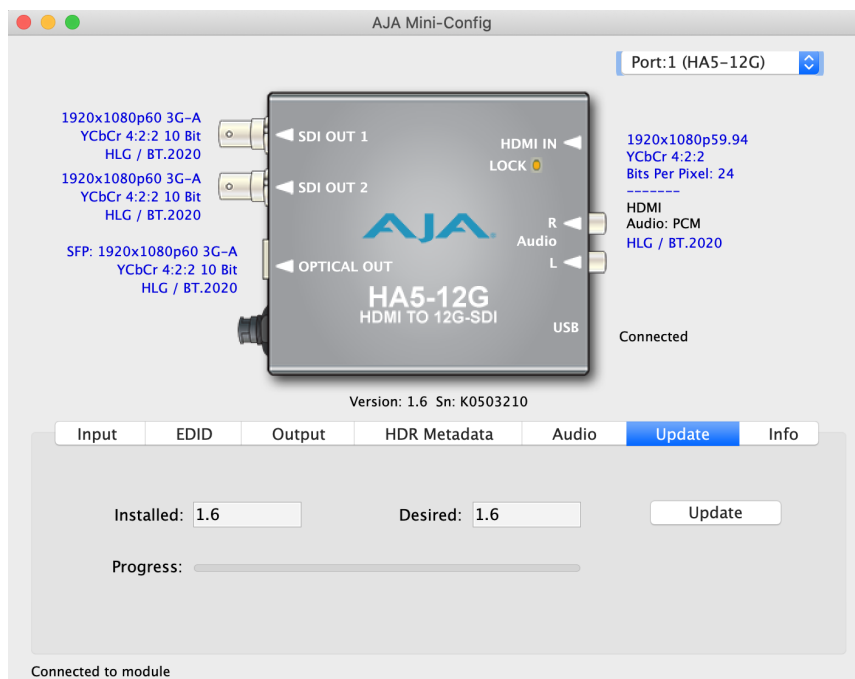 AJA Mini-Config
Port:1 (HA5-12G)
1920x1080p60 3G-A
YCbCr 4:2:2 10 Bit
HLG / BT.2020
1920x1080p60 3G-A
YCbCr 4:2:2 10 Bit
HLG / BT.2020
SFP: 1920x1080p60 3G-A
YCbCr 4:2:2 10 Bit
HLG / BT.2020
SDI OUT 1
SDI OUT 2
OPTICAL OUT
HDMI IN
LOCK
AJA
R
Audio
L
HA5-12G
HDMI TO 12G-SDI
USB
1920x1080p59.94
YCbCr 4:2:2
Bits Per Pixel: 24
-------
HDMI
Audio: PCM
HLG / BT.2020
Connected
Version: 1.6 Sn: K0503210
Input EDID Output HDR Metadata Audio Update Info
Installed: 1.6 Desired: 1.6 Update
Progress:
Connected to module